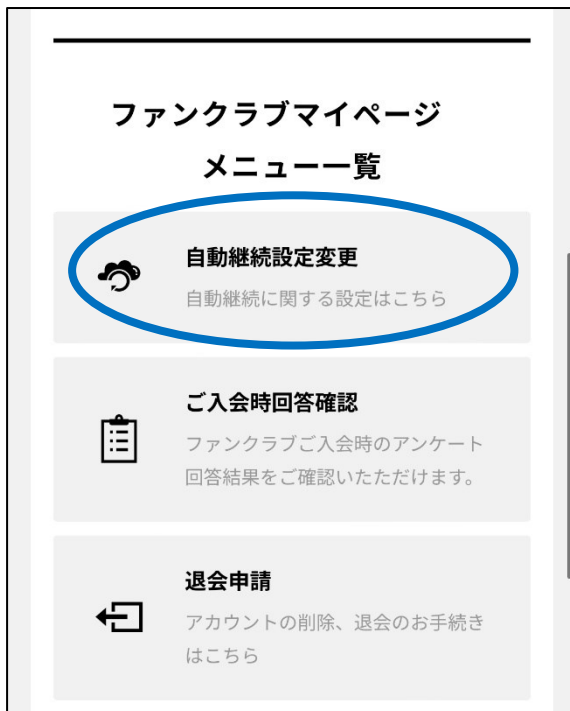 ファンクラブマイページ
メニュー一覧
自動継続設定変更
自動継続に関する設定はこちら
ご入会時回答確認
ファンクラブご入会時のアンケート
回答結果をご確認いたただけます。
退会申請
アカウントの削除、退会のお手続き
はこちら